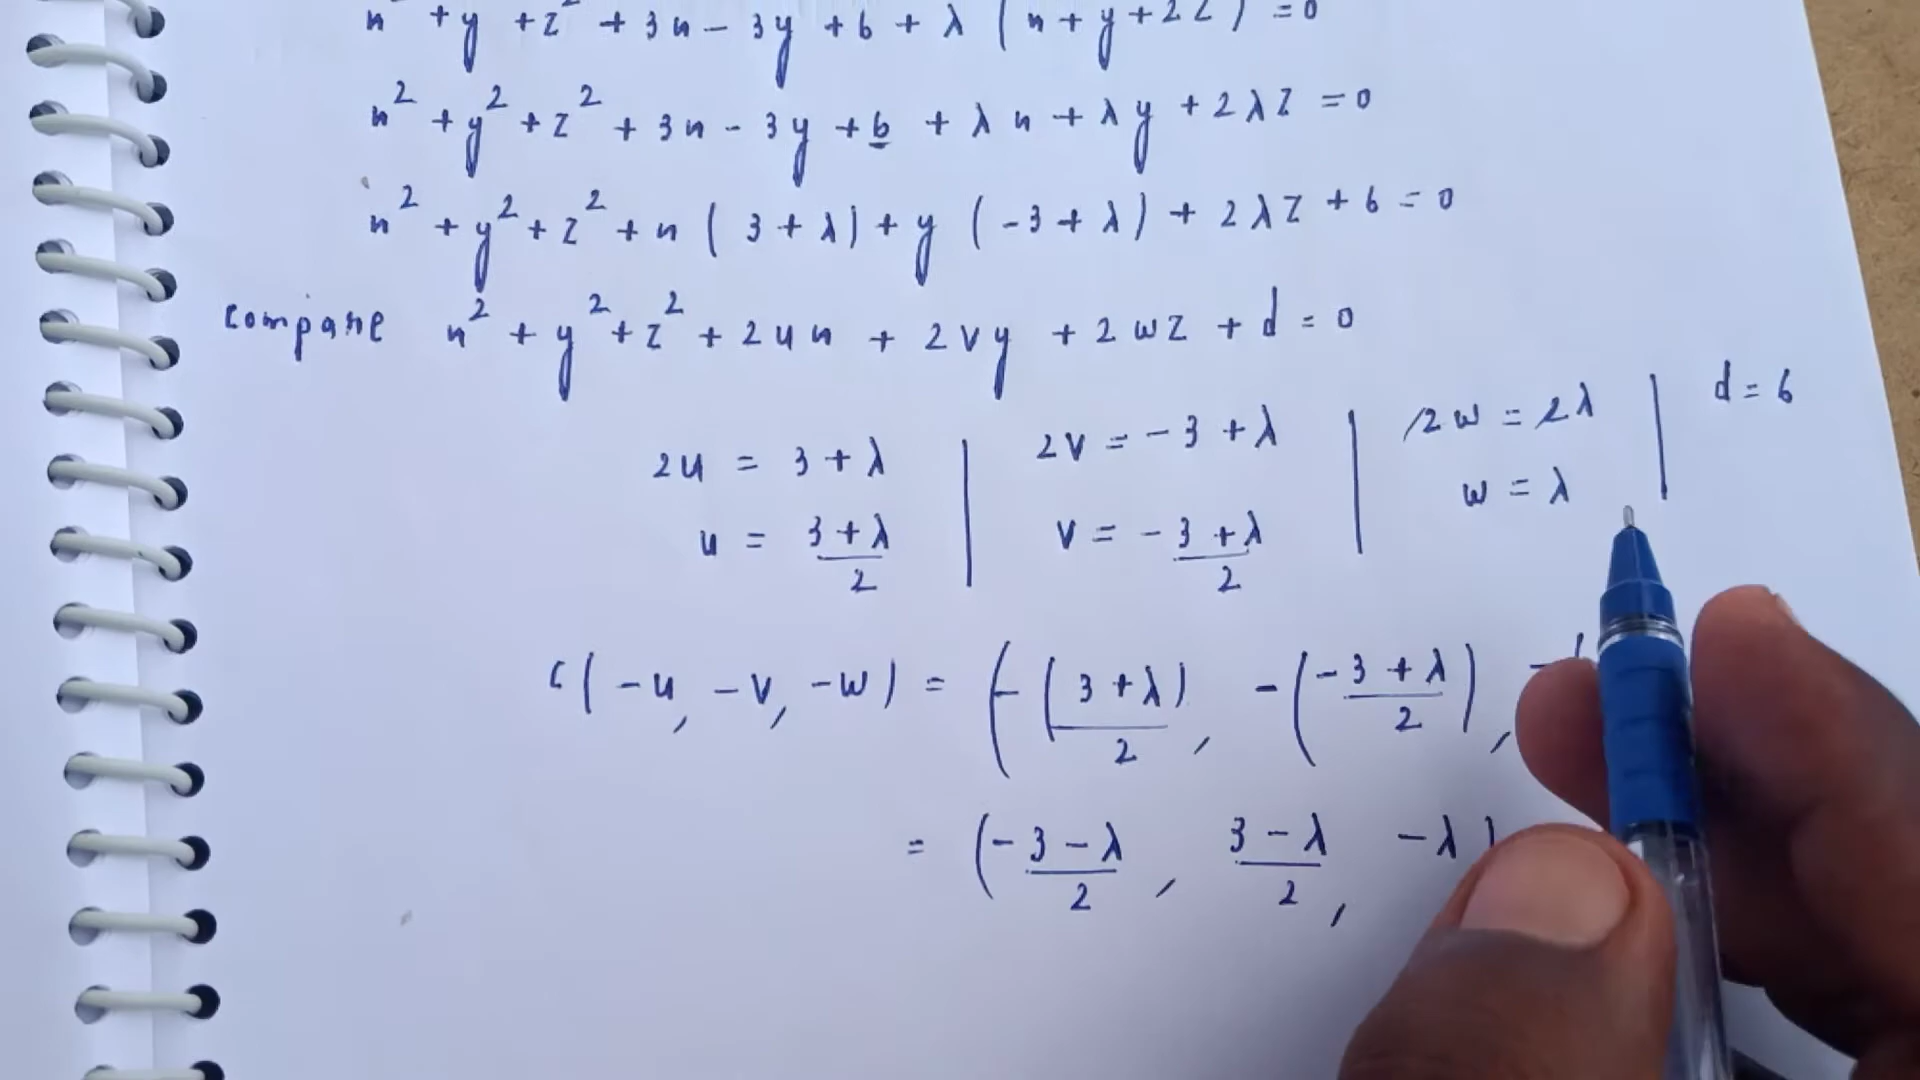 x² + y² + z² + 3x - 3y + 6 + λ (x + y + 2z) = 0
x² + y² + z² + 3x - 3y + 6 + λx + λy + 2λz = 0
x² + y² + z² + x (3 + λ) + y (-3 + λ) + 2λz + 6 = 0
Compare x² + y² + z² + 2ux + 2vy + 2wz + d = 0
2u = 3 + λ | 2v = -3 + λ | 2w = 2λ | d = 6
u = (3 + λ)/2 | v = (-3 + λ)/2 | w = λ
C(-u, -v, -w) = (-(3 + λ)/2, -(-3 + λ)/2, -
= ((-3 - λ)/2, (3 - λ)/2, -λ)